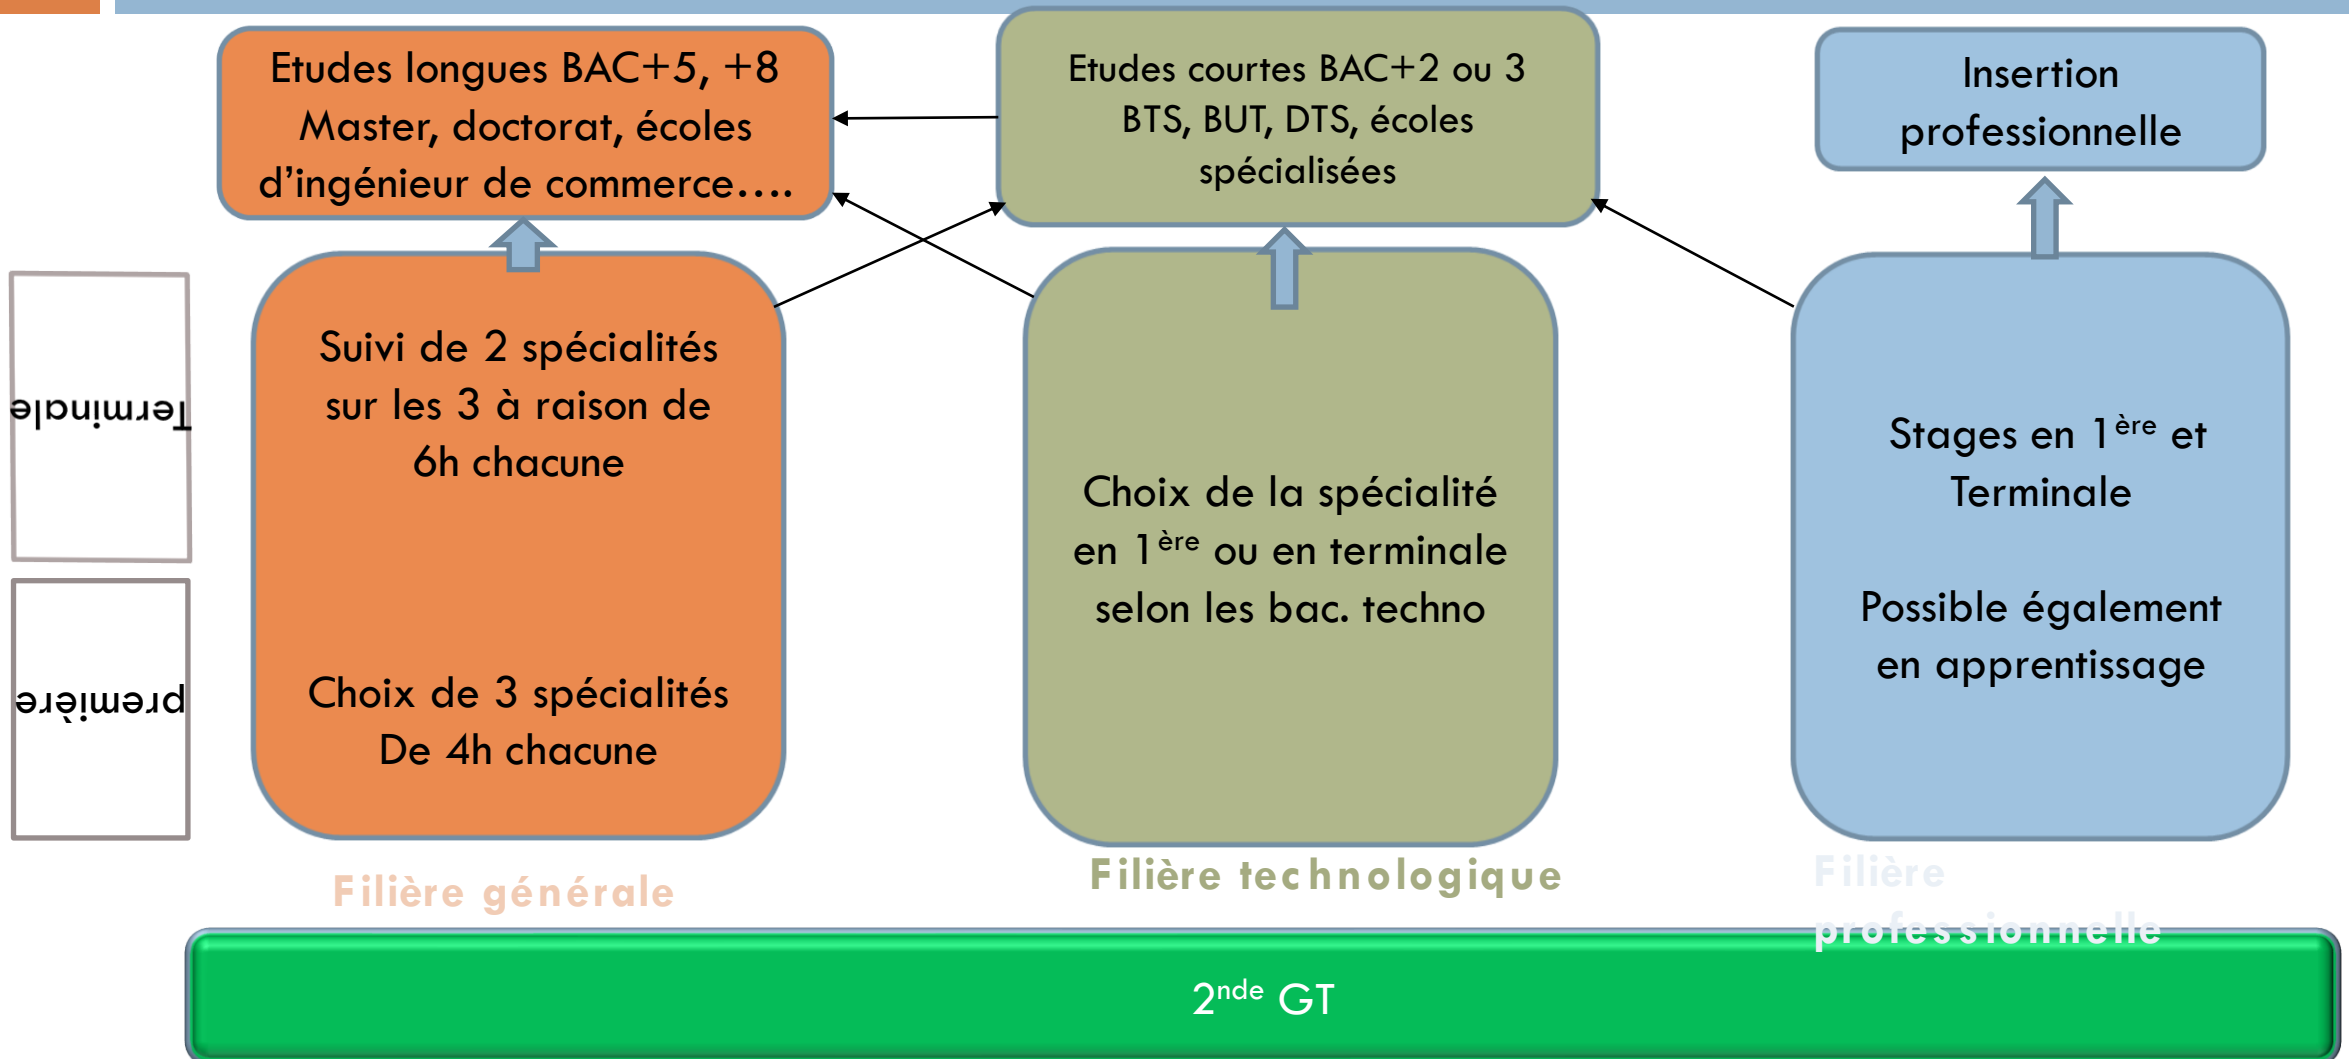 Etudes longues BAC+5, +8
Master, doctorat, écoles
d'ingénieur de commerce….
Etudes courtes BAC+2 ou 3
BTS, BUT, DTS, écoles
spécialisées
Insertion
professionnelle
Terminale
Suivi de 2 spécialités
sur les 3 à raison de
6h chacune
première
Choix de 3 spécialités
De 4h chacune
Choix de la spécialité
en 1ère ou en terminale
selon les bac. techno
Stages en 1ère et
Terminale
Possible également
en apprentissage
Filière générale
Filière technologique
Filière
professionnelle
2nde GT